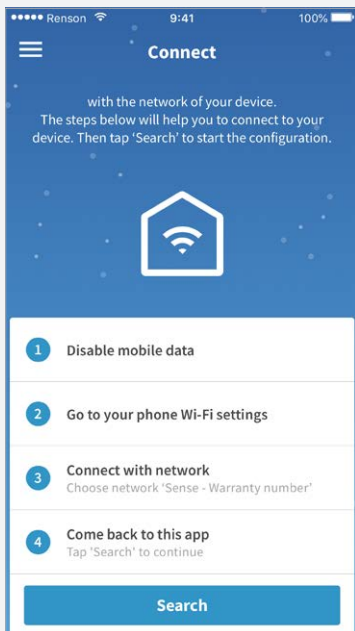 Renson 9:41 100%
Connect
with the network of your device.
The steps below will help you to connect to your
device. Then tap ‘Search’ to start the configuration.
1 Disable mobile data
2 Go to your phone Wi-Fi settings
3 Connect with network
Choose network ‘Sense - Warranty number’
4 Come back to this app
Tap 'Search' to continue
Search